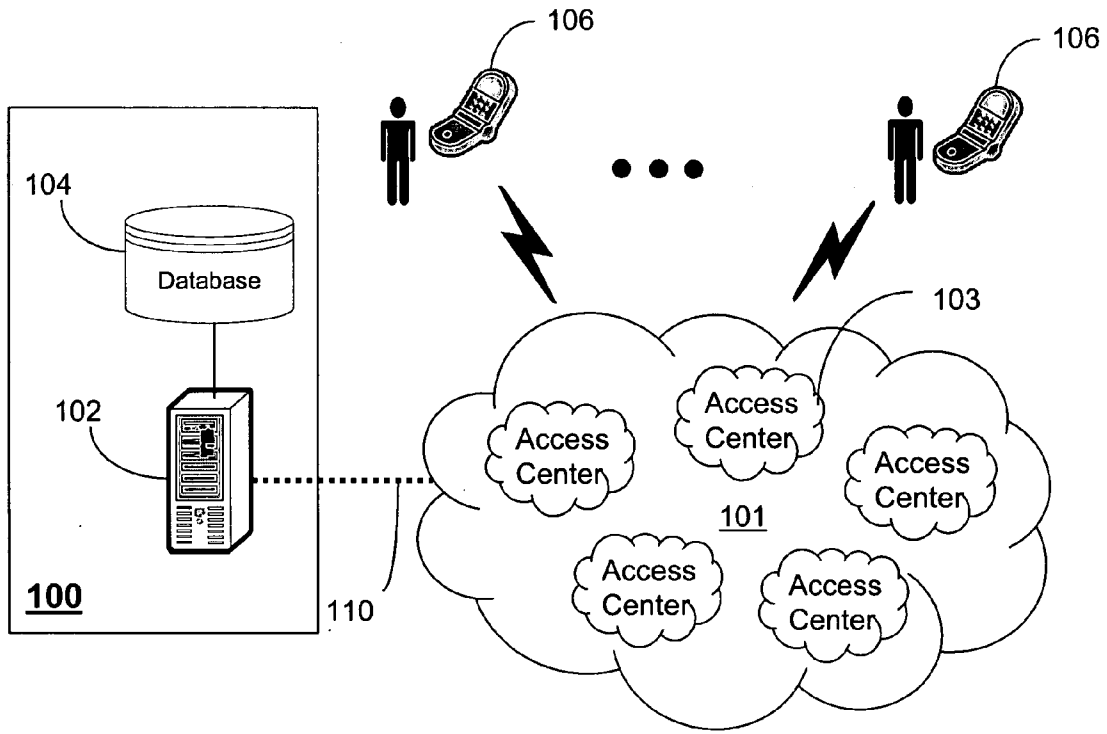 106
106
104
Database
103
102
Access
Center
Access
Center
Access
Center
101
Access
Center
Access
Center
100
110